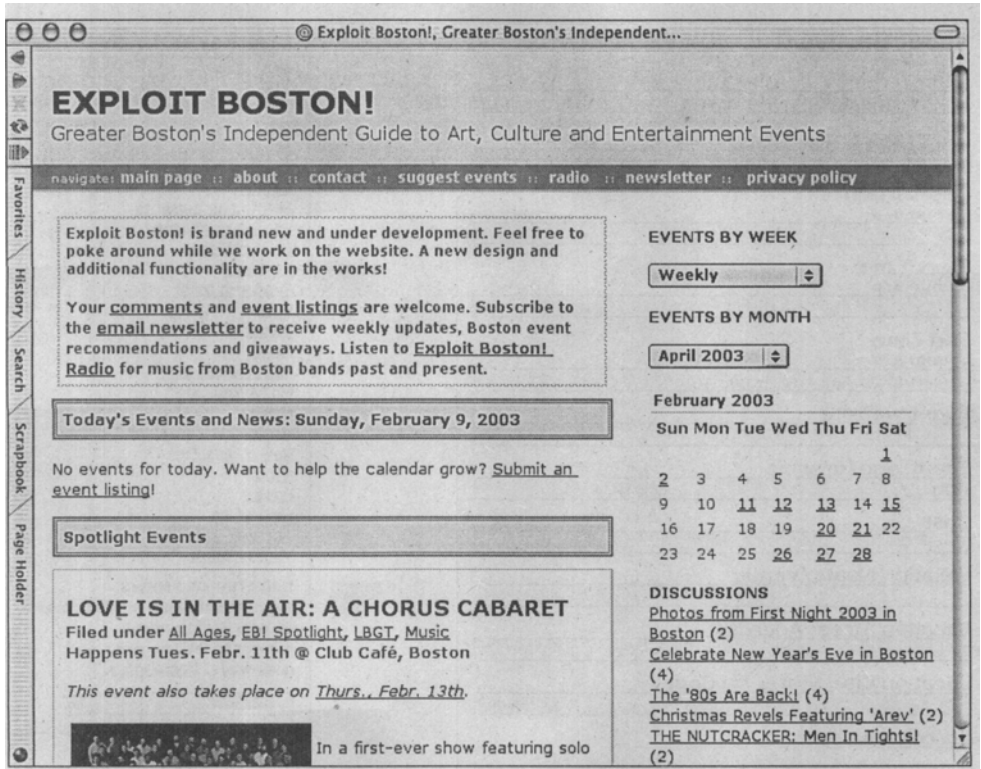 Exploit Boston!, Greater Boston's Independent...
EXPLOIT BOSTON!
Greater Boston's Independent Guide to Art, Culture and Entertainment Events
navigate: main page :: about :: contact :: suggest events :: radio :: newsletter :: privacy policy
Favorites
History
Search
Scrapbook
Page Holder
Exploit Boston! is brand new and under development. Feel free to
poke around while we work on the website. A new design and
additional functionality are in the works!
Your comments and event listings are welcome. Subscribe to
the email newsletter to receive weekly updates, Boston event
recommendations and giveaways. Listen to Exploit Boston!
Radio for music from Boston bands past and present.
Today's Events and News: Sunday, February 9, 2003
No events for today. Want to help the calendar grow? Submit an
event listing!
Spotlight Events
LOVE IS IN THE AIR: A CHORUS CABARET
Filed under All Ages, EB! Spotlight, LBGT, Music
Happens Tues. Febr. 11th @ Club Café, Boston
This event also takes place on Thurs., Febr. 13th.
In a first-ever show featuring solo
EVENTS BY WEEK
Weekly
EVENTS BY MONTH
April 2003
February 2003
Sun Mon Tue Wed Thu Fri Sat
1
2 3 4 5 6 7 8
9 10 11 12 13 14 15
16 17 18 19 20 21 22
23 24 25 26 27 28
DISCUSSIONS
Photos from First Night 2003 in
Boston (2)
Celebrate New Year's Eve in Boston
(4)
The '80s Are Back! (4)
Christmas Revels Featuring 'Arev' (2)
THE NUTCRACKER: Men In Tights!
(2)